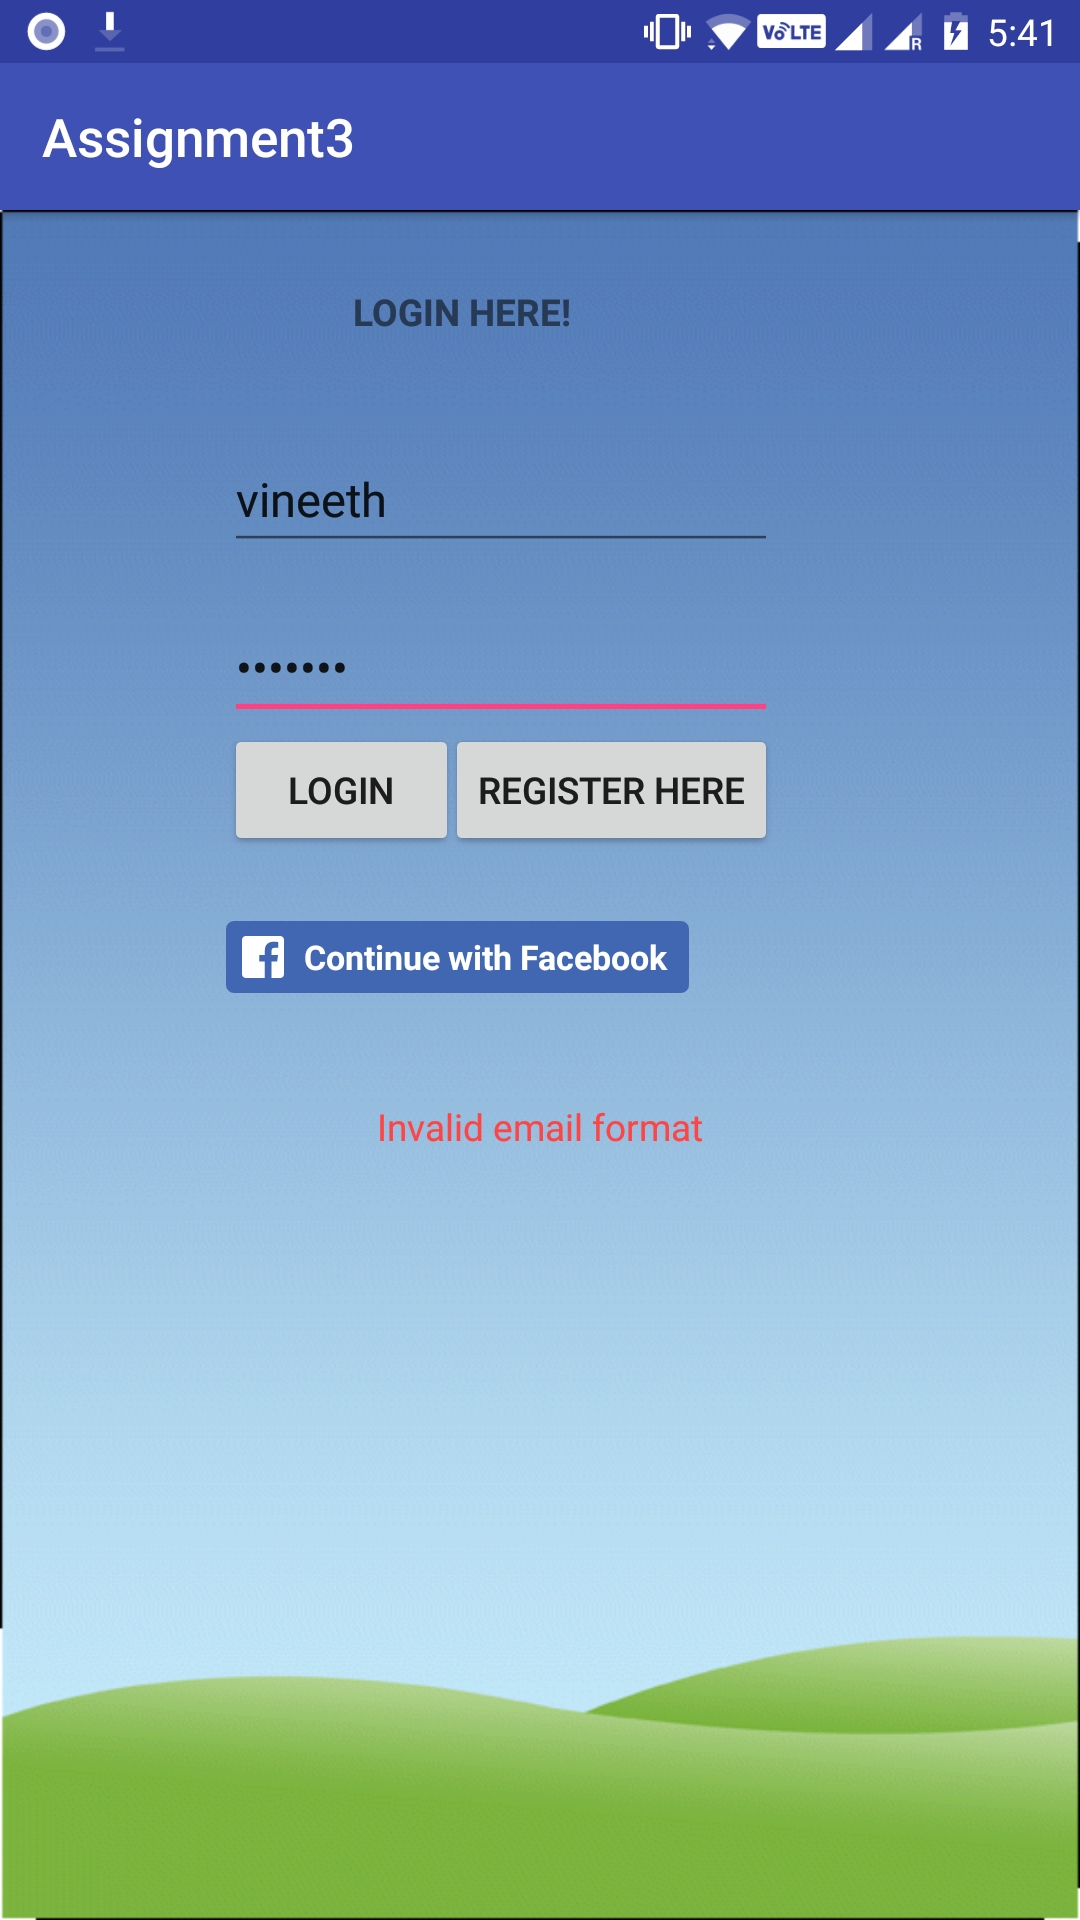 VoLTE R 5:41
Assignment3
LOGIN HERE!
vineeth
•••••••
LOGIN REGISTER HERE
f Continue with Facebook
Invalid email format